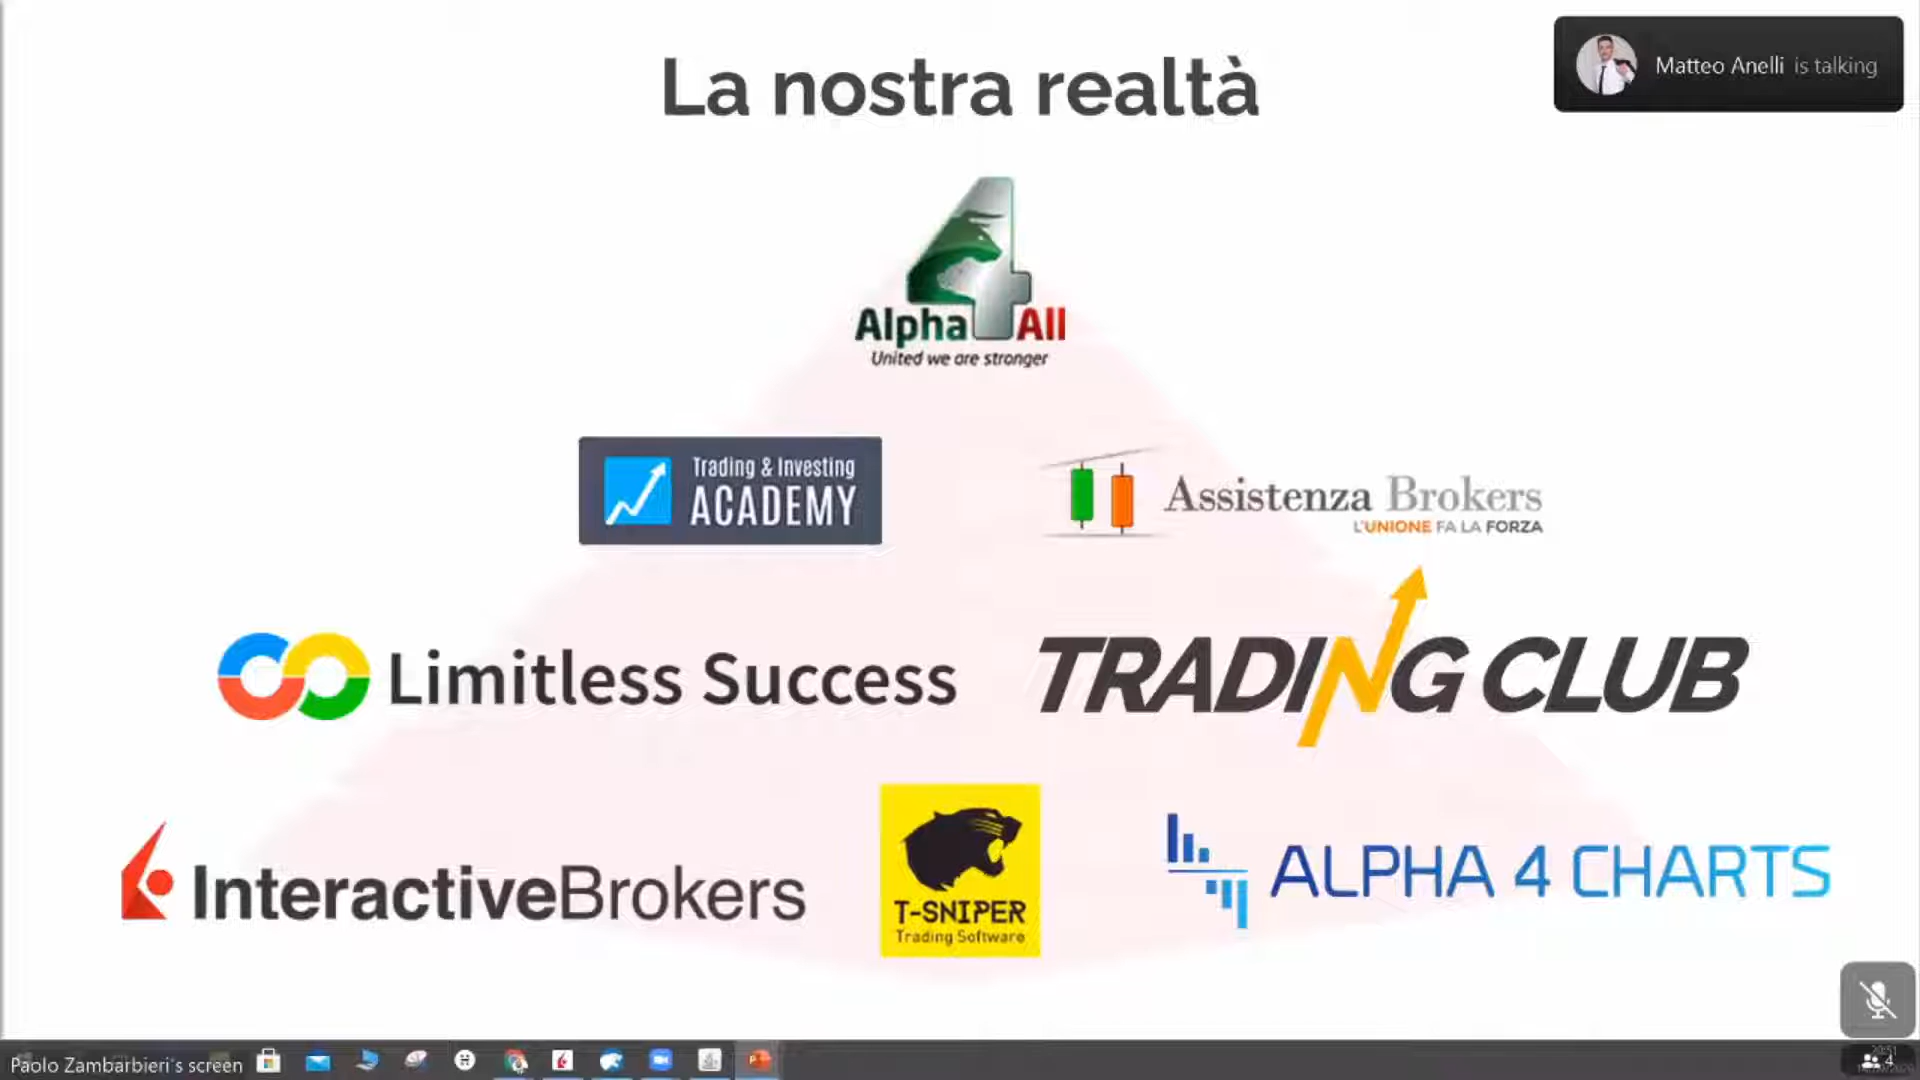 La nostra realtà
Matteo Anelli is talking
4
Alpha All
United we are stronger
Trading & Investing
ACADEMY
Assistenza Brokers
L'UNIONE FA LA FORZA
Limitless Success
TRADING CLUB
InteractiveBrokers
T-SNIPER
Trading Software
ALPHA 4 CHARTS
Paolo Zambarbieri's screen
4